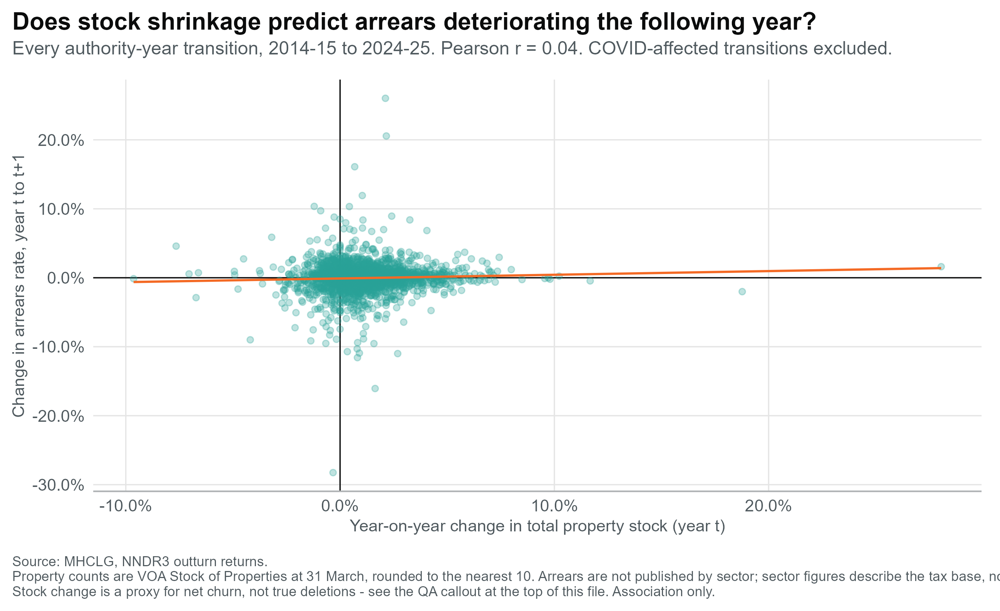 Does stock shrinkage predict arrears deteriorating the following year?
Every authority-year transition, 2014-15 to 2024-25. Pearson r = 0.04. COVID-affected transitions excluded.
Change in arrears rate, year t to t+1
20.0%
10.0%
0.0%
-10.0%
-20.0%
-30.0%
-10.0%
0.0%
10.0%
20.0%
Year-on-year change in total property stock (year t)
Source: MHCLG, NNDR3 outturn returns.
Property counts are VOA Stock of Properties at 31 March, rounded to the nearest 10. Arrears are not published by sector; sector figures describe the tax base,
Stock change is a proxy for net churn, not true deletions - see the QA callout at the top of this file. Association only.